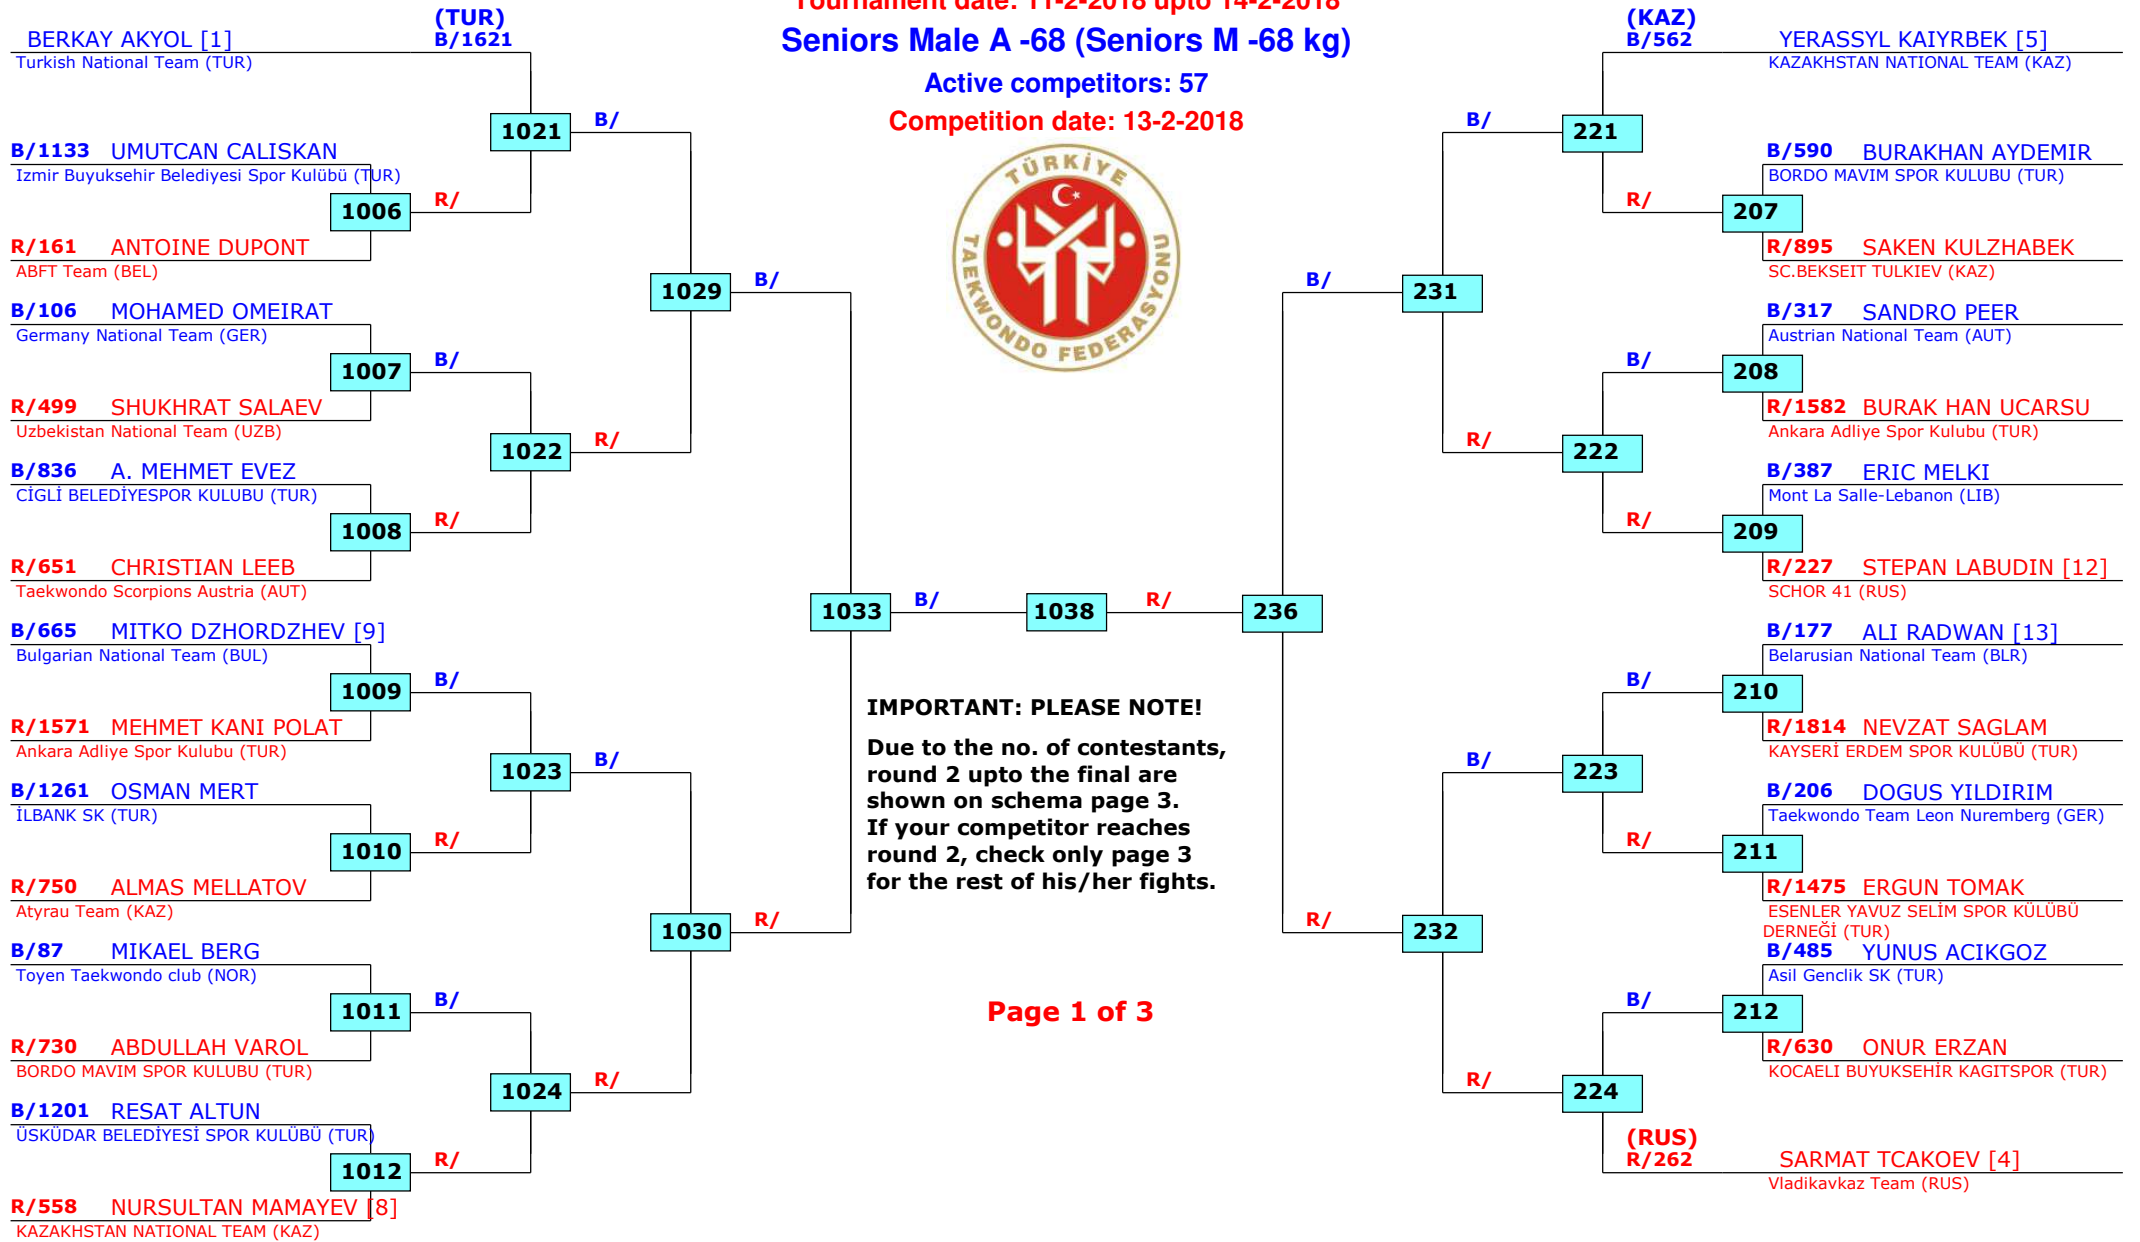 Tournament date: 11-2-2018 upto 14-2-2018
Seniors Male A -68 (Seniors M -68 kg)
Active competitors: 57
Competition date: 13-2-2018
TÜRKİYE
TAEKWONDO FEDERASYONU
BERKAY AKYOL [1]
(TUR)
B/1621
Turkish National Team (TUR)
1021
B/
B/1133 UMUTCAN CALISKAN
Izmir Buyuksehir Belediyesi Spor Kulübü (TUR)
1006
R/
R/161 ANTOINE DUPONT
ABFT Team (BEL)
1029
B/
B/106 MOHAMED OMEIRAT
Germany National Team (GER)
1007
B/
R/499 SHUKHRAT SALAEV
Uzbekistan National Team (UZB)
1022
R/
B/836 A. MEHMET EVEZ
CİGLİ BELEDİYESPOR KULUBU (TUR)
1008
R/
R/651 CHRISTIAN LEEB
Taekwondo Scorpions Austria (AUT)
1033
B/
1038
R/
236
B/665 MITKO DZHORDZHEV [9]
Bulgarian National Team (BUL)
1009
B/
R/1571 MEHMET KANI POLAT
Ankara Adliye Spor Kulubu (TUR)
1023
B/
B/1261 OSMAN MERT
İLBANK SK (TUR)
1010
R/
R/750 ALMAS MELLATOV
Atyrau Team (KAZ)
1030
R/
B/87 MIKAEL BERG
Toyen Taekwondo club (NOR)
1011
B/
R/730 ABDULLAH VAROL
BORDO MAVIM SPOR KULUBU (TUR)
1024
R/
B/1201 RESAT ALTUN
ÜSKÜDAR BELEDİYESİ SPOR KULÜBÜ (TUR)
1012
R/
R/558 NURSULTAN MAMAYEV [8]
KAZAKHSTAN NATIONAL TEAM (KAZ)
IMPORTANT: PLEASE NOTE!
Due to the no. of contestants,
round 2 upto the final are
shown on schema page 3.
If your competitor reaches
round 2, check only page 3
for the rest of his/her fights.
Page 1 of 3
(KAZ)
B/562 YERASSYL KAIYRBEK [5]
KAZAKHSTAN NATIONAL TEAM (KAZ)
B/
221
B/590 BURAKHAN AYDEMIR
BORDO MAVIM SPOR KULUBU (TUR)
R/
207
R/895 SAKEN KULZHABEK
SC.BEKSEIT TULKIEV (KAZ)
B/
231
B/317 SANDRO PEER
Austrian National Team (AUT)
B/
208
R/1582 BURAK HAN UCARSU
Ankara Adliye Spor Kulubu (TUR)
R/
222
B/387 ERIC MELKI
Mont La Salle-Lebanon (LIB)
R/
209
R/227 STEPAN LABUDIN [12]
SCHOR 41 (RUS)
B/177 ALI RADWAN [13]
Belarusian National Team (BLR)
B/
210
R/1814 NEVZAT SAGLAM
KAYSERİ ERDEM SPOR KULÜBÜ (TUR)
B/
223
B/206 DOGUS YILDIRIM
Taekwondo Team Leon Nuremberg (GER)
R/
211
R/1475 ERGUN TOMAK
ESENLER YAVUZ SELİM SPOR KÜLÜBÜ
DERNEĞİ (TUR)
R/
232
B/485 YUNUS ACIKGOZ
Asil Genclik SK (TUR)
B/
212
R/630 ONUR ERZAN
KOCAELI BUYUKSEHİR KAGITSPOR (TUR)
R/
224
(RUS)
R/262 SARMAT TCAKOEV [4]
Vladikavkaz Team (RUS)